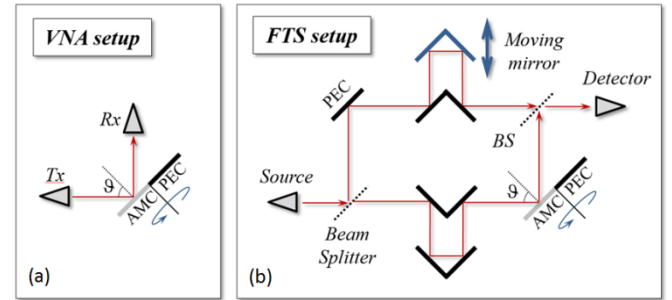 VNA setup
Rx
Tx
ϑ
AMC PEC
(a)
FTS setup
Moving
mirror
PEC
Detector
BS
Source
ϑ
AMC PEC
Beam
Splitter
(b)